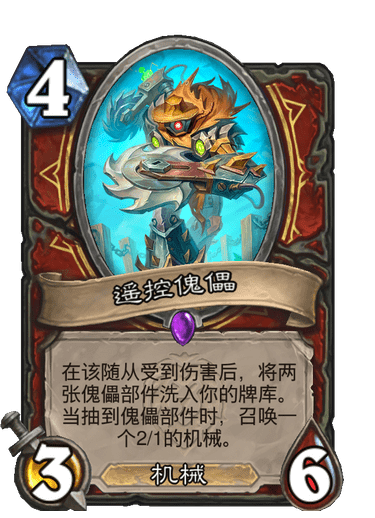 4
遥控傀儡
在该随从受到伤害后，将两
张傀儡部件洗入你的牌库。
当抽到傀儡部件时，召唤一
个2/1的机械。
3
机械
6